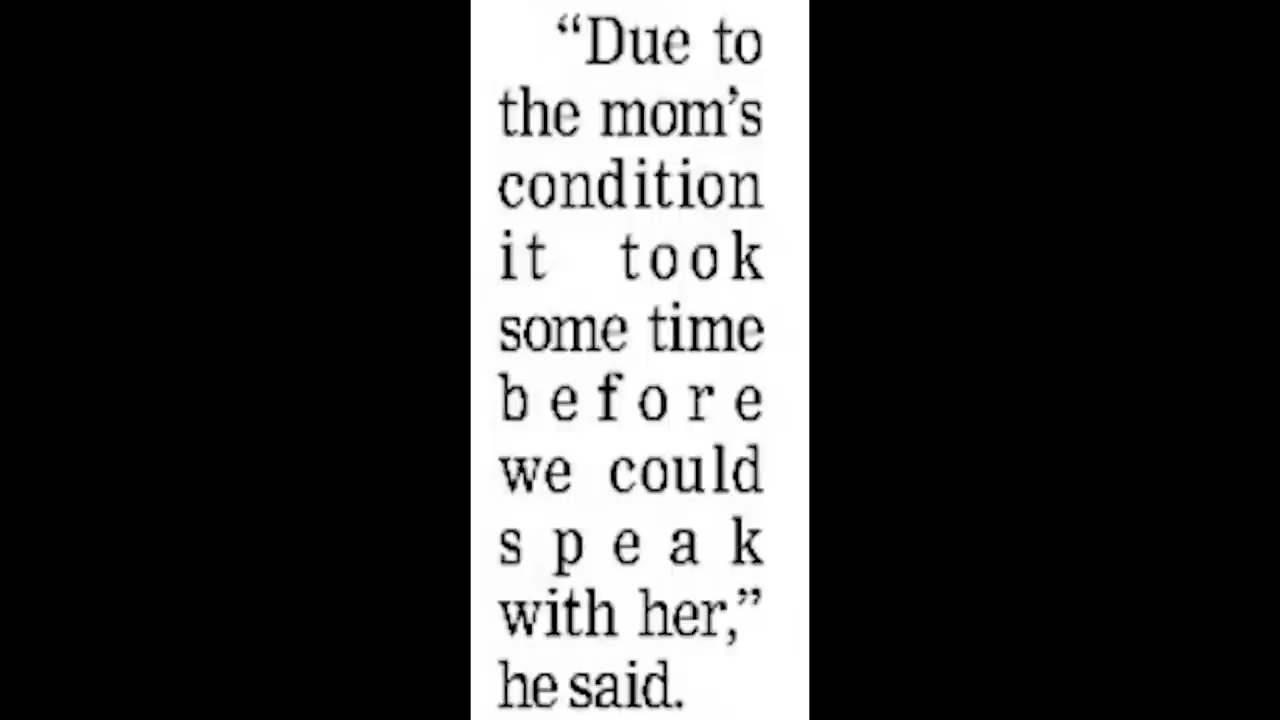 “Due to
the mom’s
condition
it took
some time
before
we could
speak
with her,”
he said.